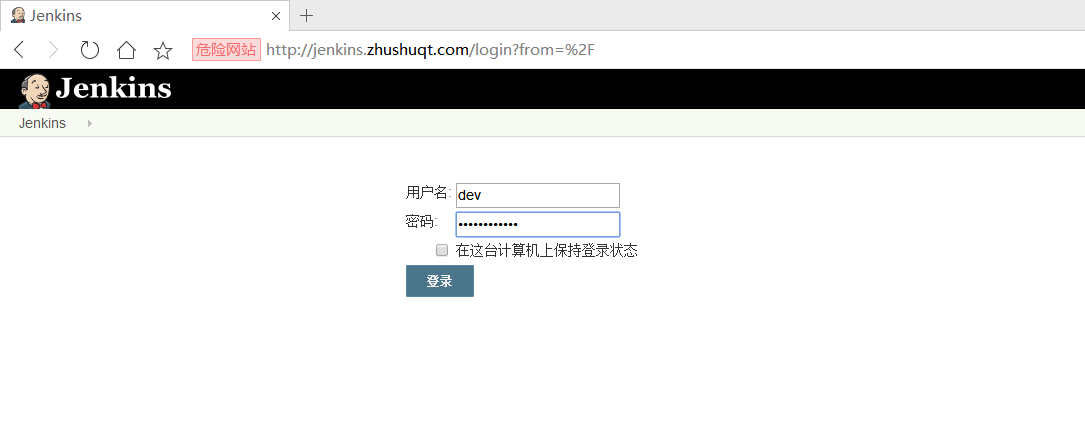 Jenkins
危险网站 http://jenkins.zhushuqt.com/login?from=%2F
Jenkins
Jenkins
用户名: dev
密码: ••••••••••••
在这台计算机上保持登录状态
登录